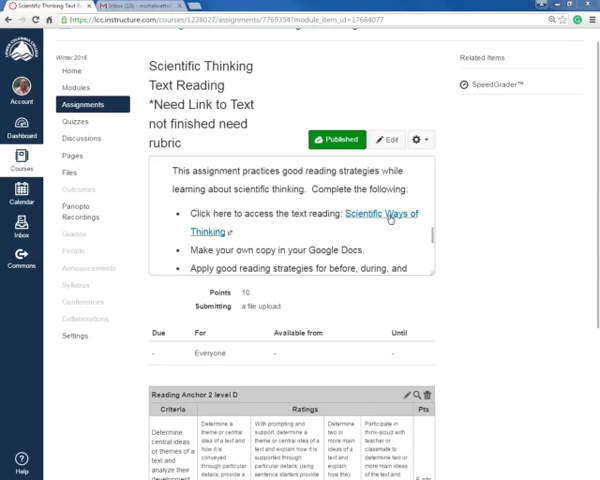 Scientific Thinking Text R
https://lcc.instructure.com/courses/1228027/assignments/7769354?module_item_id=17684077
Account
Dashboard
Courses
Calendar
Inbox
Commons
Help
Winter 2016
Home
Modules
Assignments
Quizzes
Discussions
Pages
Files
Outcomes
Panopto
Recordings
Grades
People
Announcements
Syllabus
Conferences
Collaborations
Settings
Scientific Thinking
Text Reading
*Need Link to Text
not finished need
rubric
Published
Edit
This assignment practices good reading strategies while
learning about scientific thinking. Complete the following:
• Click here to access the text reading: Scientific Ways of
Thinking
• Make your own copy in your Google Docs.
• Apply good reading strategies for before, during, and
Points 10
Submitting a file upload
Due For Available from Until
- Everyone - -
Reading Anchor 2 level D
Criteria Ratings Pts
Determine
central ideas
or themes of a
text and
analyze their
development
Determine a
theme or central
idea of a text and
how it is
conveyed
through particular
details; provide a
With prompting and
support, determine a
theme or central idea of a
text and explain how it is
supported through
particular details; using
sentence starters provide
Determine
two or
more main
ideas of a
text and
explain
how they
Participate in
think-aloud with
teacher or
classmate to
determine two or
more main ideas
of a text and
Related Items
SpeedGrader™